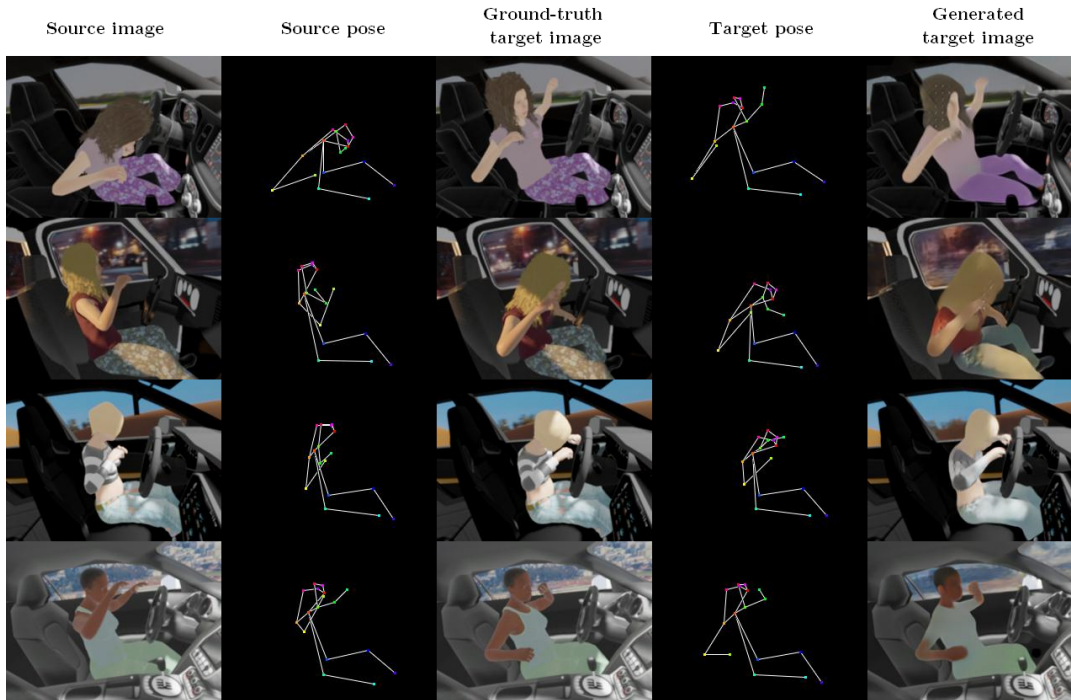 Source image
Source pose
Ground-truth
target image
Target pose
Generated
target image